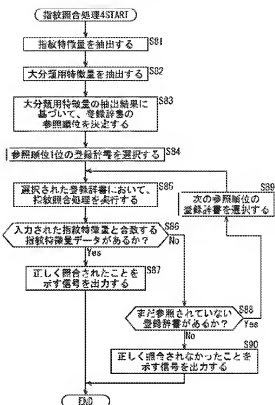 指紋照合処理4START
S81
指紋特徴量を抽出する
S82
大分類用特徴量を抽出する
S83
大分類用特徴量の抽出結果に
基づいて、登録辞書の
参照順位を決定する
S84
参照順位1位の登録辞書を選択する
S85
選択された登録辞書において、
指紋照合処理を実行する
S89
次の参照順位の
登録辞書を選択する
S86
入力された指紋特徴量と合致する
指紋特徴量データがあるか?
No
Yes
S87
正しく照合されたことを
示す信号を出力する
S88
まだ参照されていない
登録辞書があるか?
Yes
No
S90
正しく照合されなかったことを
示す信号を出力する
END